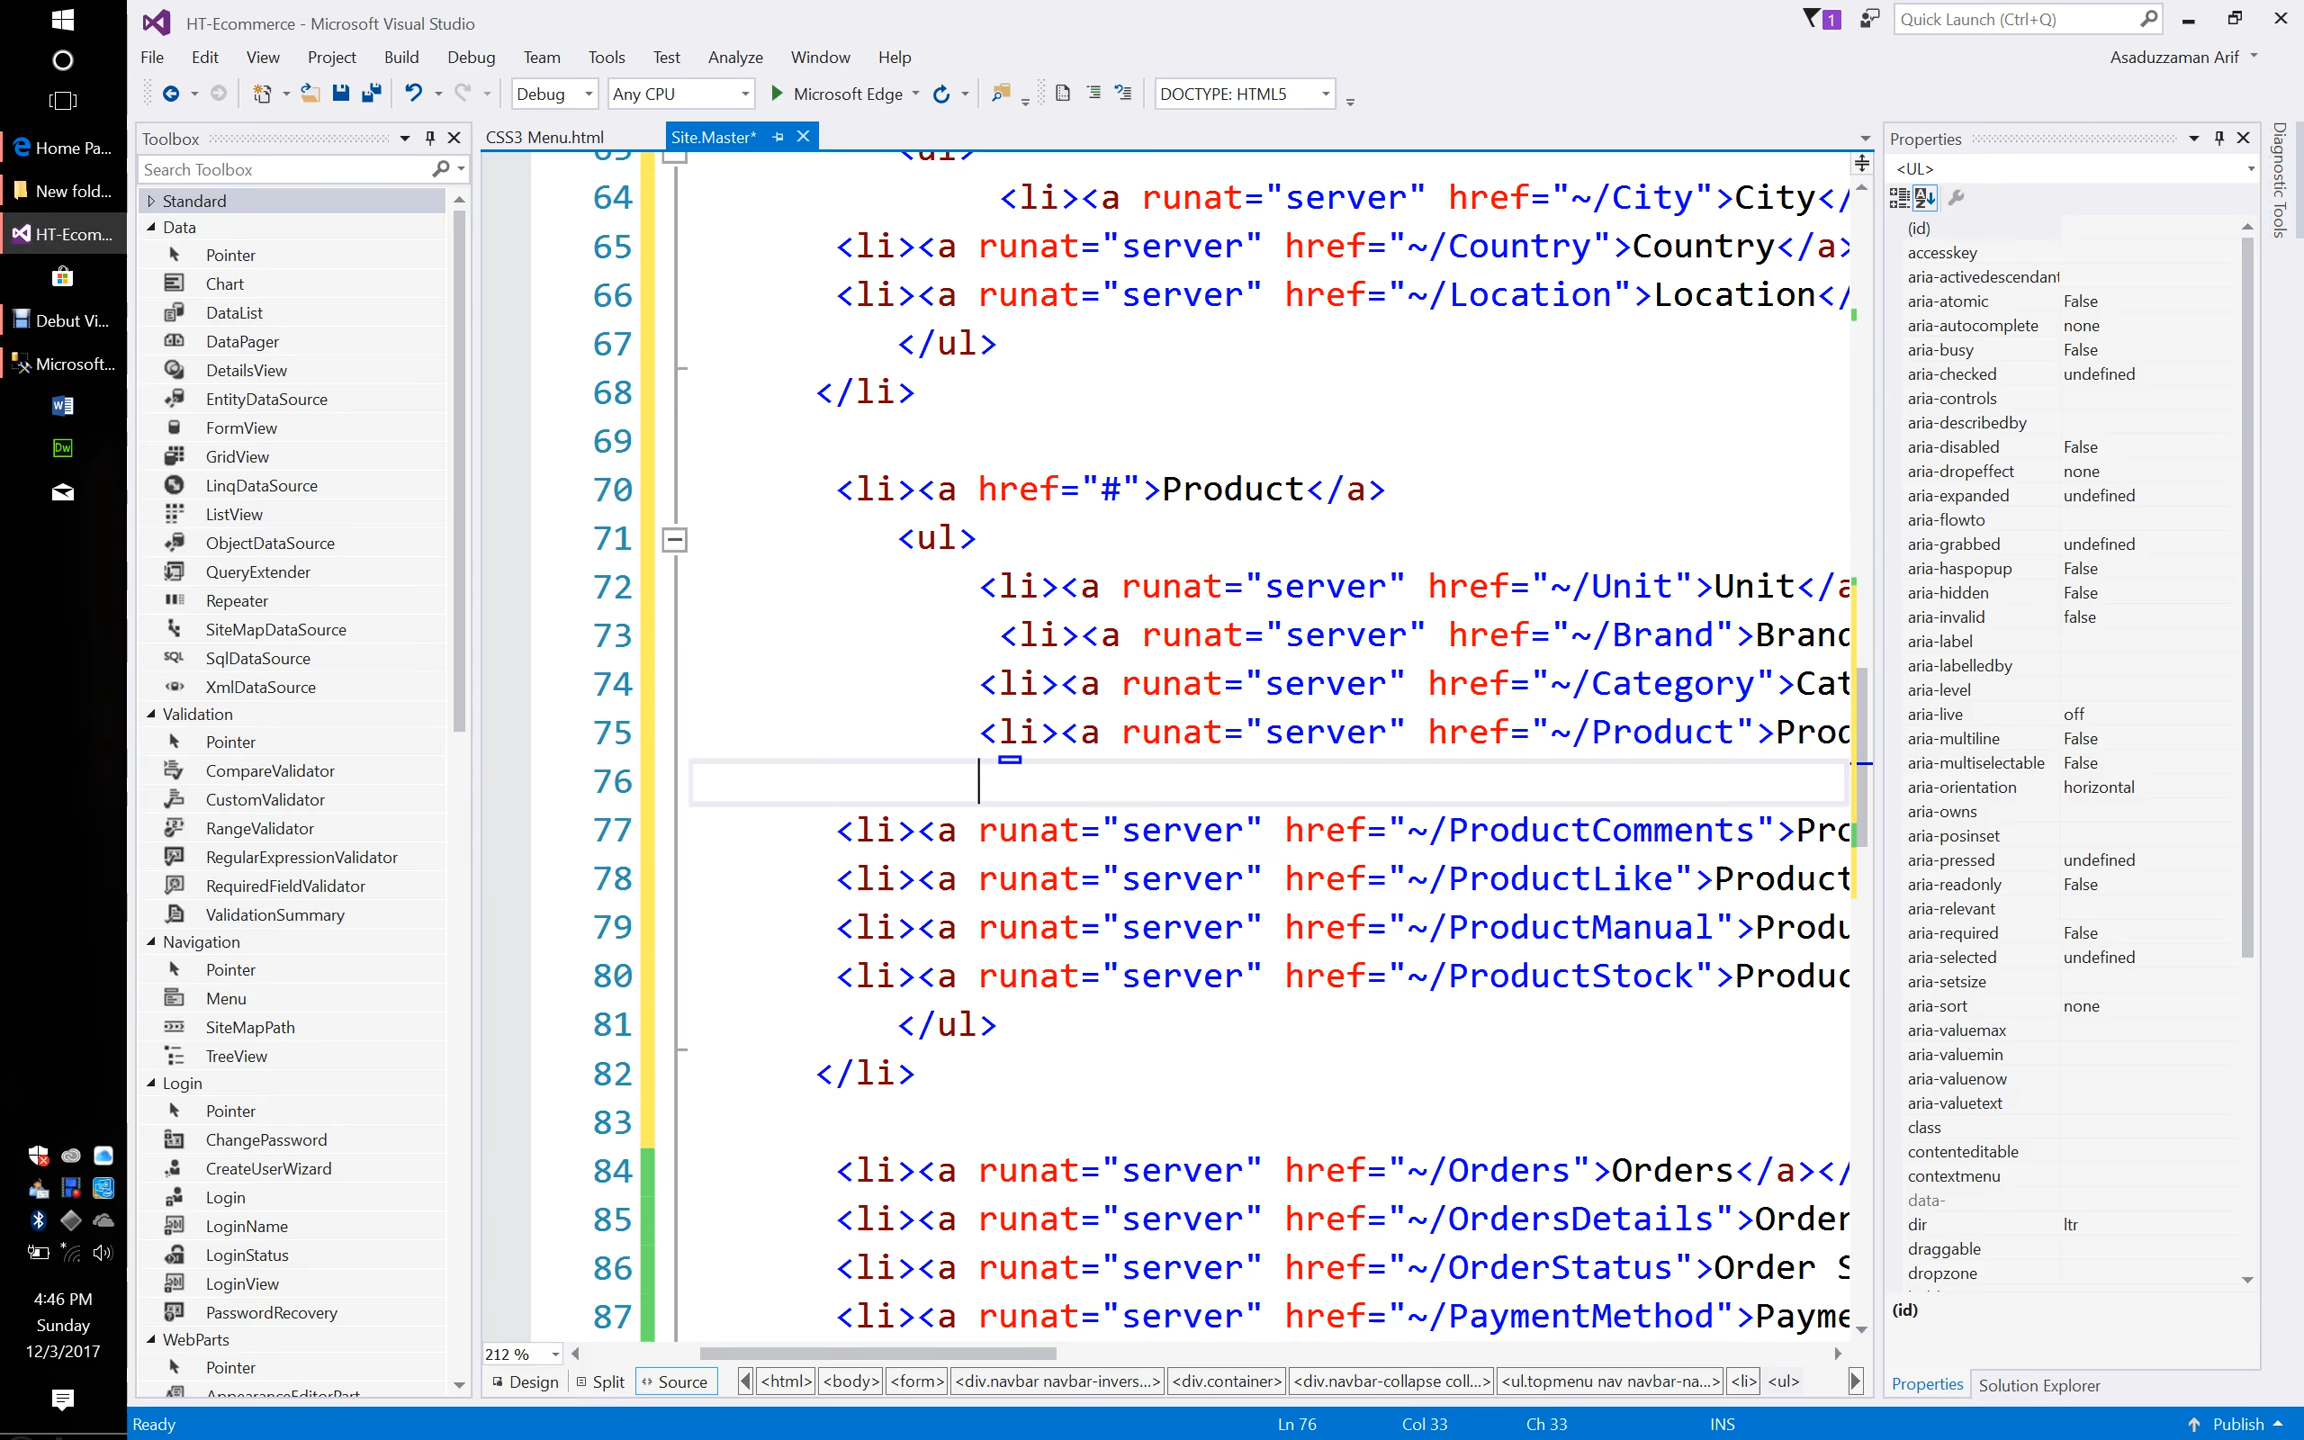 HT-Ecommerce - Microsoft Visual Studio
1
Quick Launch (Ctrl+Q)
File Edit View Project Build Debug Team Tools Test Analyze Window Help
Asaduzzaman Arif
Debug Any CPU Microsoft Edge DOCTYPE: HTML5
Home Pa...
New fold...
HT-Ecom...
Debut Vi...
Microsoft...
Dw
4:46 PM
Sunday
12/3/2017
Toolbox
Search Toolbox
Standard
Data
Pointer
Chart
DataList
DataPager
DetailsView
EntityDataSource
FormView
GridView
LinqDataSource
ListView
ObjectDataSource
QueryExtender
Repeater
SiteMapDataSource
SQL SqlDataSource
XmlDataSource
Validation
Pointer
CompareValidator
CustomValidator
RangeValidator
RegularExpressionValidator
RequiredFieldValidator
ValidationSummary
Navigation
Pointer
Menu
SiteMapPath
TreeView
Login
Pointer
ChangePassword
CreateUserWizard
Login
LoginName
LoginStatus
LoginView
PasswordRecovery
WebParts
Pointer
AppearanceEditorPart
CSS3 Menu.html Site.Master*
63 <ul>
64 <li><a runat="server" href="~/City">City</
65 <li><a runat="server" href="~/Country">Country</a>
66 <li><a runat="server" href="~/Location">Location</
67 </ul>
68 </li>
69
70 <li><a href="#">Product</a>
71 <ul>
72 <li><a runat="server" href="~/Unit">Unit</a
73 <li><a runat="server" href="~/Brand">Brand
74 <li><a runat="server" href="~/Category">Cat
75 <li><a runat="server" href="~/Product">Prod
76
77 <li><a runat="server" href="~/ProductComments">Pro
78 <li><a runat="server" href="~/ProductLike">Product
79 <li><a runat="server" href="~/ProductManual">Produ
80 <li><a runat="server" href="~/ProductStock">Produc
81 </ul>
82 </li>
83
84 <li><a runat="server" href="~/Orders">Orders</a></
85 <li><a runat="server" href="~/OrdersDetails">Order
86 <li><a runat="server" href="~/OrderStatus">Order S
87 <li><a runat="server" href="~/PaymentMethod">Payme
212 %
Design Split Source <html> <body> <form> <div.navbar navbar-invers...> <div.container> <div.navbar-collapse coll...> <ul.topmenu nav navbar-na...> <li> <ul>
Properties
<UL>
(id)
accesskey
aria-activedescendant
aria-atomic False
aria-autocomplete none
aria-busy False
aria-checked undefined
aria-controls
aria-describedby
aria-disabled False
aria-dropeffect none
aria-expanded undefined
aria-flowto
aria-grabbed undefined
aria-haspopup False
aria-hidden False
aria-invalid false
aria-label
aria-labelledby
aria-level
aria-live off
aria-multiline False
aria-multiselectable False
aria-orientation horizontal
aria-owns
aria-posinset
aria-pressed undefined
aria-readonly False
aria-relevant
aria-required False
aria-selected undefined
aria-setsize
aria-sort none
aria-valuemax
aria-valuemin
aria-valuenow
aria-valuetext
class
contenteditable
contextmenu
data-
dir ltr
draggable
dropzone
(id)
Properties Solution Explorer
Diagnostic Tools
Ready Ln 76 Col 33 Ch 33 INS Publish